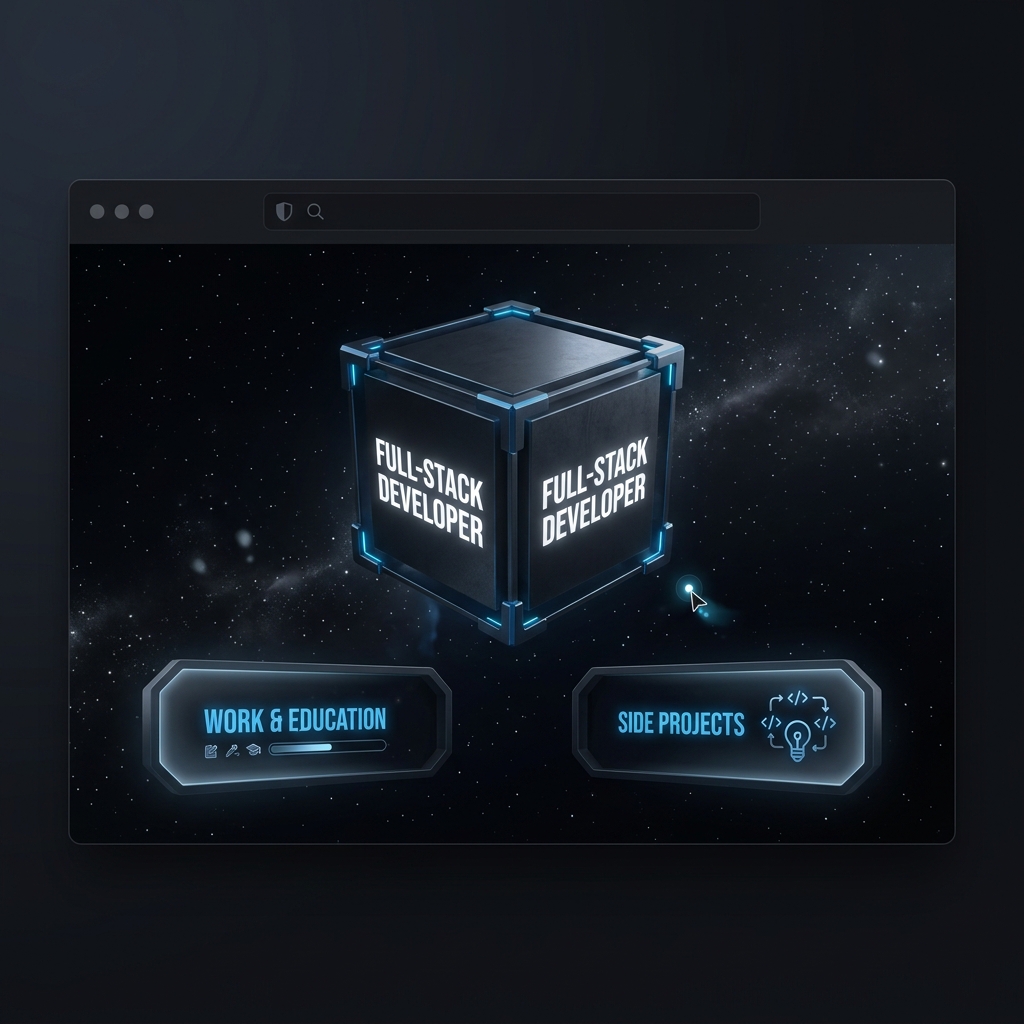 FULL-STACK
DEVELOPER
FULL-STACK
DEVELOPER
WORK & EDUCATION
SIDE PROJECTS
</>
</>
</>